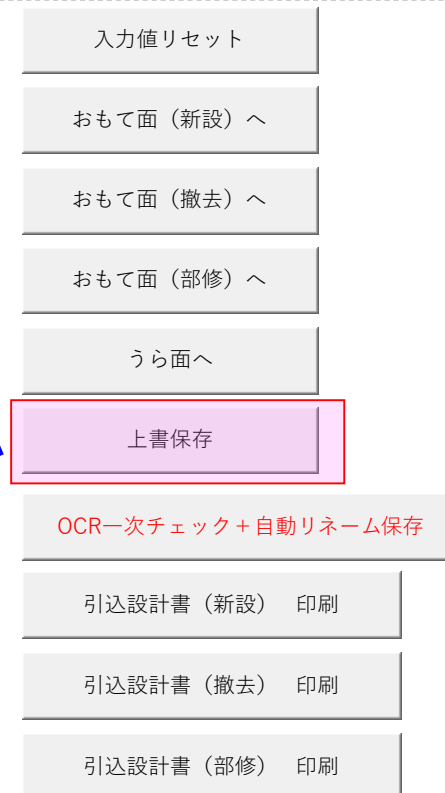 入力値リセット
おもて面（新設）へ
おもて面（撤去）へ
おもて面（部修）へ
うら面へ
上書保存
OCR一次チェック＋自動リネーム保存
引込設計書（新設）　印刷
引込設計書（撤去）　印刷
引込設計書（部修）　印刷